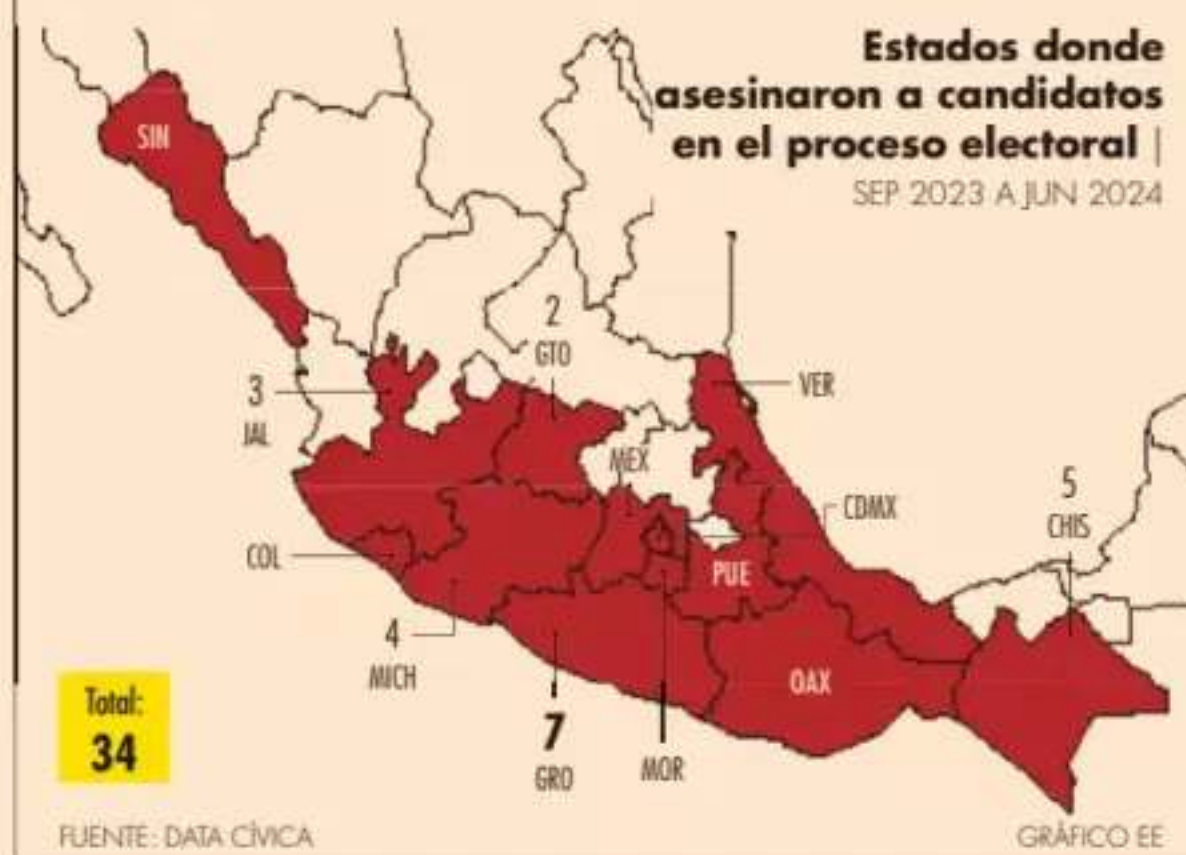 Estados donde
asesinaron a candidatos
en el proceso electoral |
SEP 2023 A JUN 2024
SIN
2
GTO
3
JAL
VER
MEX
5
CHIS
CDMX
COL
PUE
4
MICH
OAX
7
GRO
MOR
Total:
34
FUENTE: DATA CÍVICA
GRÁFICO EE